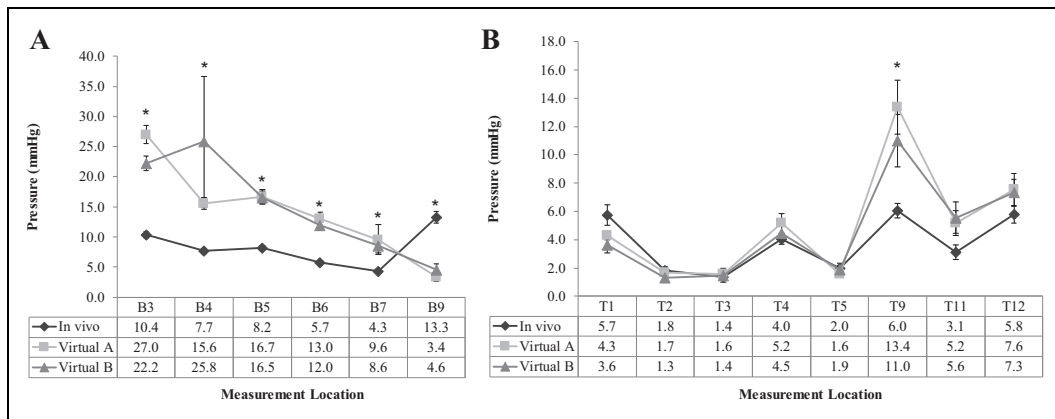 A
*
*
*
*
*
*
40.0
35.0
30.0
25.0
20.0
15.0
10.0
5.0
0.0
Pressure (mmHg)
B3 B4 B5 B6 B7 B9
In vivo 10.4 7.7 8.2 5.7 4.3 13.3
Virtual A 27.0 15.6 16.7 13.0 9.6 3.4
Virtual B 22.2 25.8 16.5 12.0 8.6 4.6
Measurement Location
B
*
18.0
16.0
14.0
12.0
10.0
8.0
6.0
4.0
2.0
0.0
Pressure (mmHg)
T1 T2 T3 T4 T5 T9 T11 T12
In vivo 5.7 1.8 1.4 4.0 2.0 6.0 3.1 5.8
Virtual A 4.3 1.7 1.6 5.2 1.6 13.4 5.2 7.6
Virtual B 3.6 1.3 1.4 4.5 1.9 11.0 5.6 7.3
Measurement Location